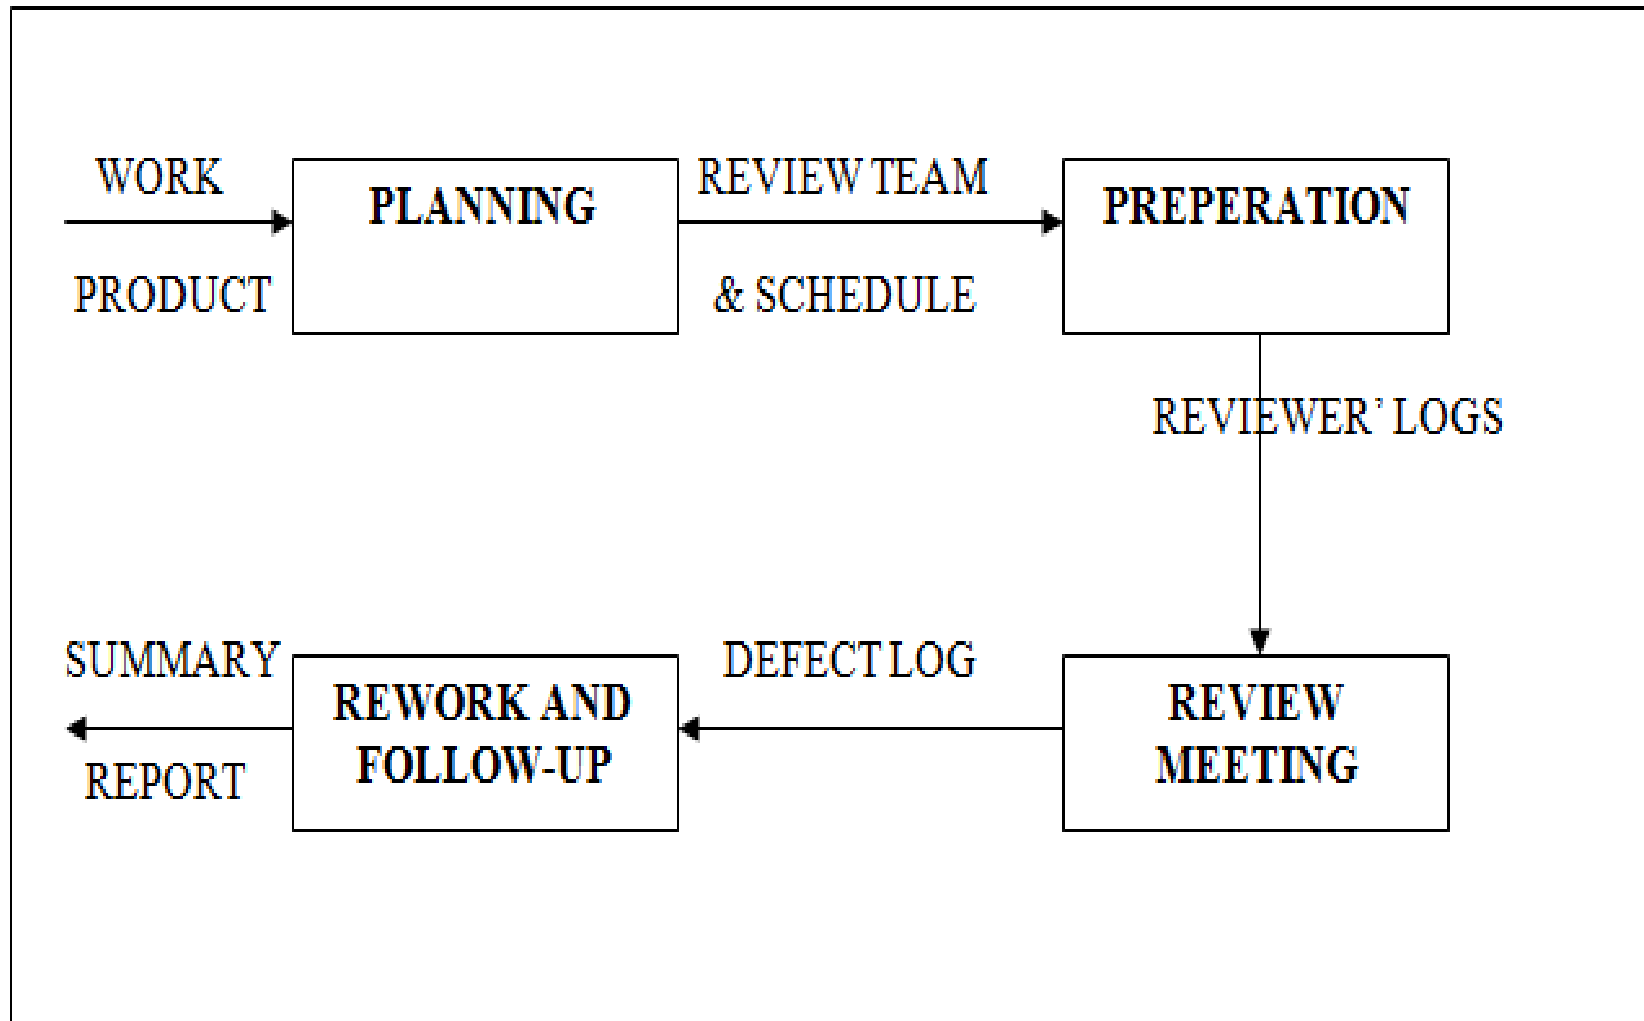 WORK
PRODUCT
PLANNING
REVIEW TEAM
& SCHEDULE
PREPERATION
REVIEWER’ LOGS
REVIEW
MEETING
DEFECT LOG
REWORK AND
FOLLOW-UP
SUMMARY
REPORT